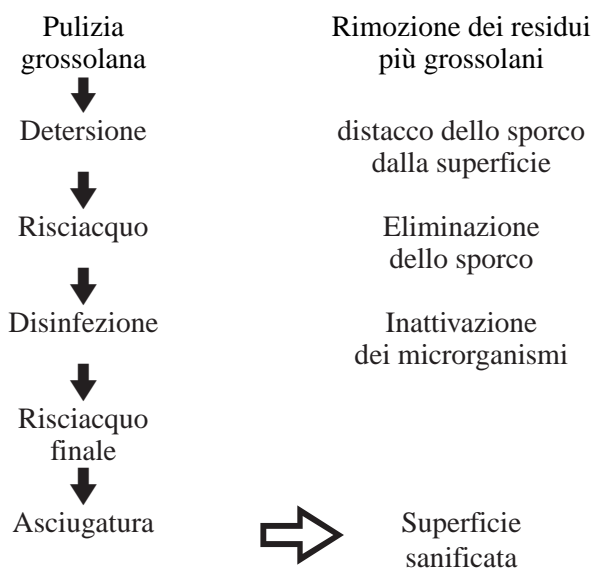 Pulizia
grossolana
Rimozione dei residui
più grossolani
Detersione
distacco dello sporco
dalla superficie
Risciacquo
Eliminazione
dello sporco
Disinfezione
Inattivazione
dei microrganismi
Risciacquo
finale
Asciugatura
Superficie
sanificata